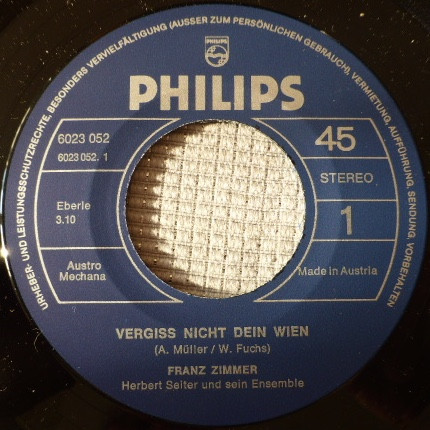 URHEBER- UND LEISTUNGSSCHUTZRECHTE, BESONDERS VERVIELFÄLTIGUNG (AUSSER ZUM PERSÖNLICHEN GEBRAUCH), VERMIETUNG, AUFFÜHRUNG, SENDUNG, VORBEHALTEN
PHILIPS
PHILIPS
6023 052
6023 052. 1
Eberle
3.10
Austro
Mechana
45
STEREO
1
Made in Austria
VERGISS NICHT DEIN WIEN
(A. Müller / W. Fuchs)
FRANZ ZIMMER
Herbert Seiter und sein Ensemble